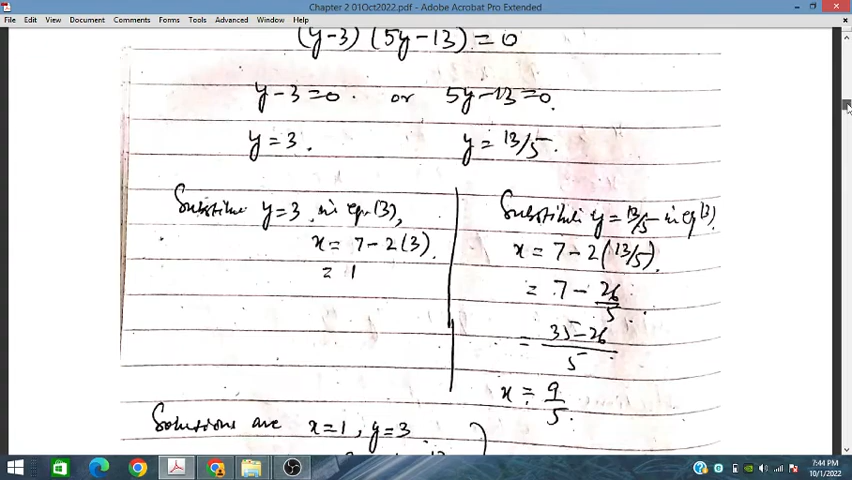 Chapter 2 01Oct2022.pdf - Adobe Acrobat Pro Extended
File Edit View Document Comments Forms Tools Advanced Window Help
(y-3) (5y-13) = 0
y-3=0. or 5y-13=0.
y=3. y = 13/5.
Substitute y=3 in eqn(3),
x = 7-2(3).
= 1
Substitute y=13/5 in eq(3).
x = 7-2(13/5).
= 7 - 26/5
= 35-26/5
x = 9/5.
Solutions are x=1, y=3
7:44 PM
10/1/2022